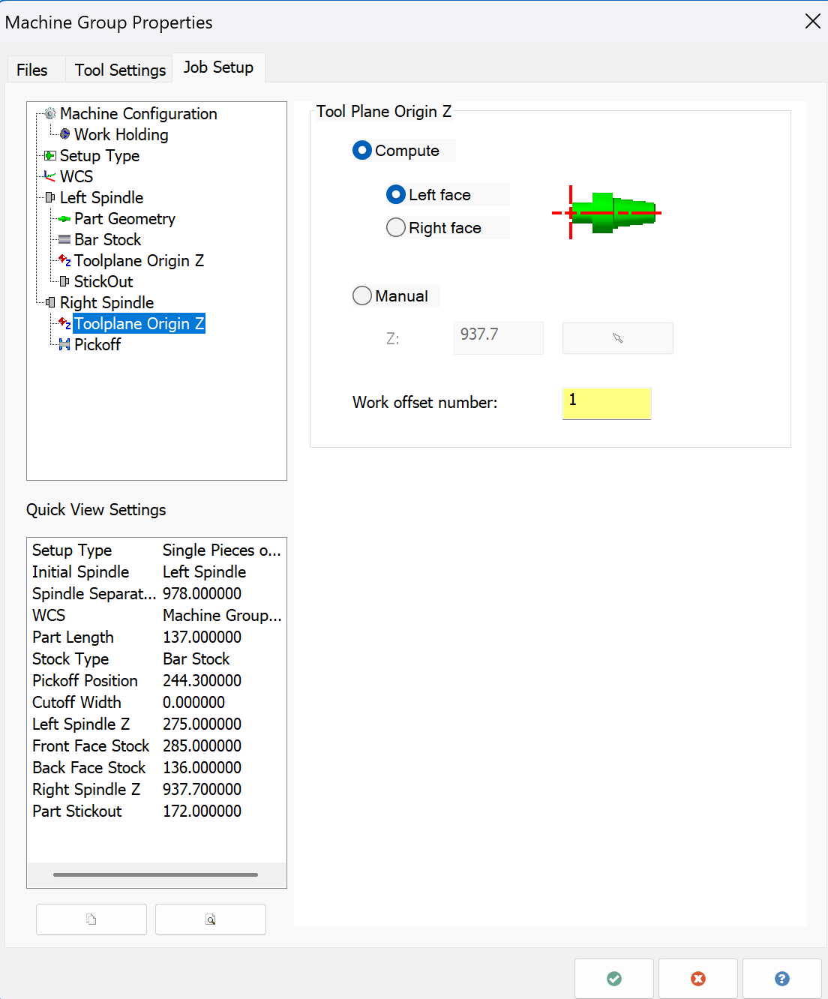 Machine Group Properties
Files
Tool Settings
Job Setup
Machine Configuration
Work Holding
Setup Type
WCS
Left Spindle
Part Geometry
Bar Stock
Toolplane Origin Z
StickOut
Right Spindle
Toolplane Origin Z
Pickoff
Tool Plane Origin Z
Compute
Left face
Right face
Manual
Z:
937.7
Work offset number:
1
Quick View Settings
Setup Type Single Pieces o...
Initial Spindle Left Spindle
Spindle Separat... 978.000000
WCS Machine Group...
Part Length 137.000000
Stock Type Bar Stock
Pickoff Position 244.300000
Cutoff Width 0.000000
Left Spindle Z 275.000000
Front Face Stock 285.000000
Back Face Stock 136.000000
Right Spindle Z 937.700000
Part Stickout 172.000000